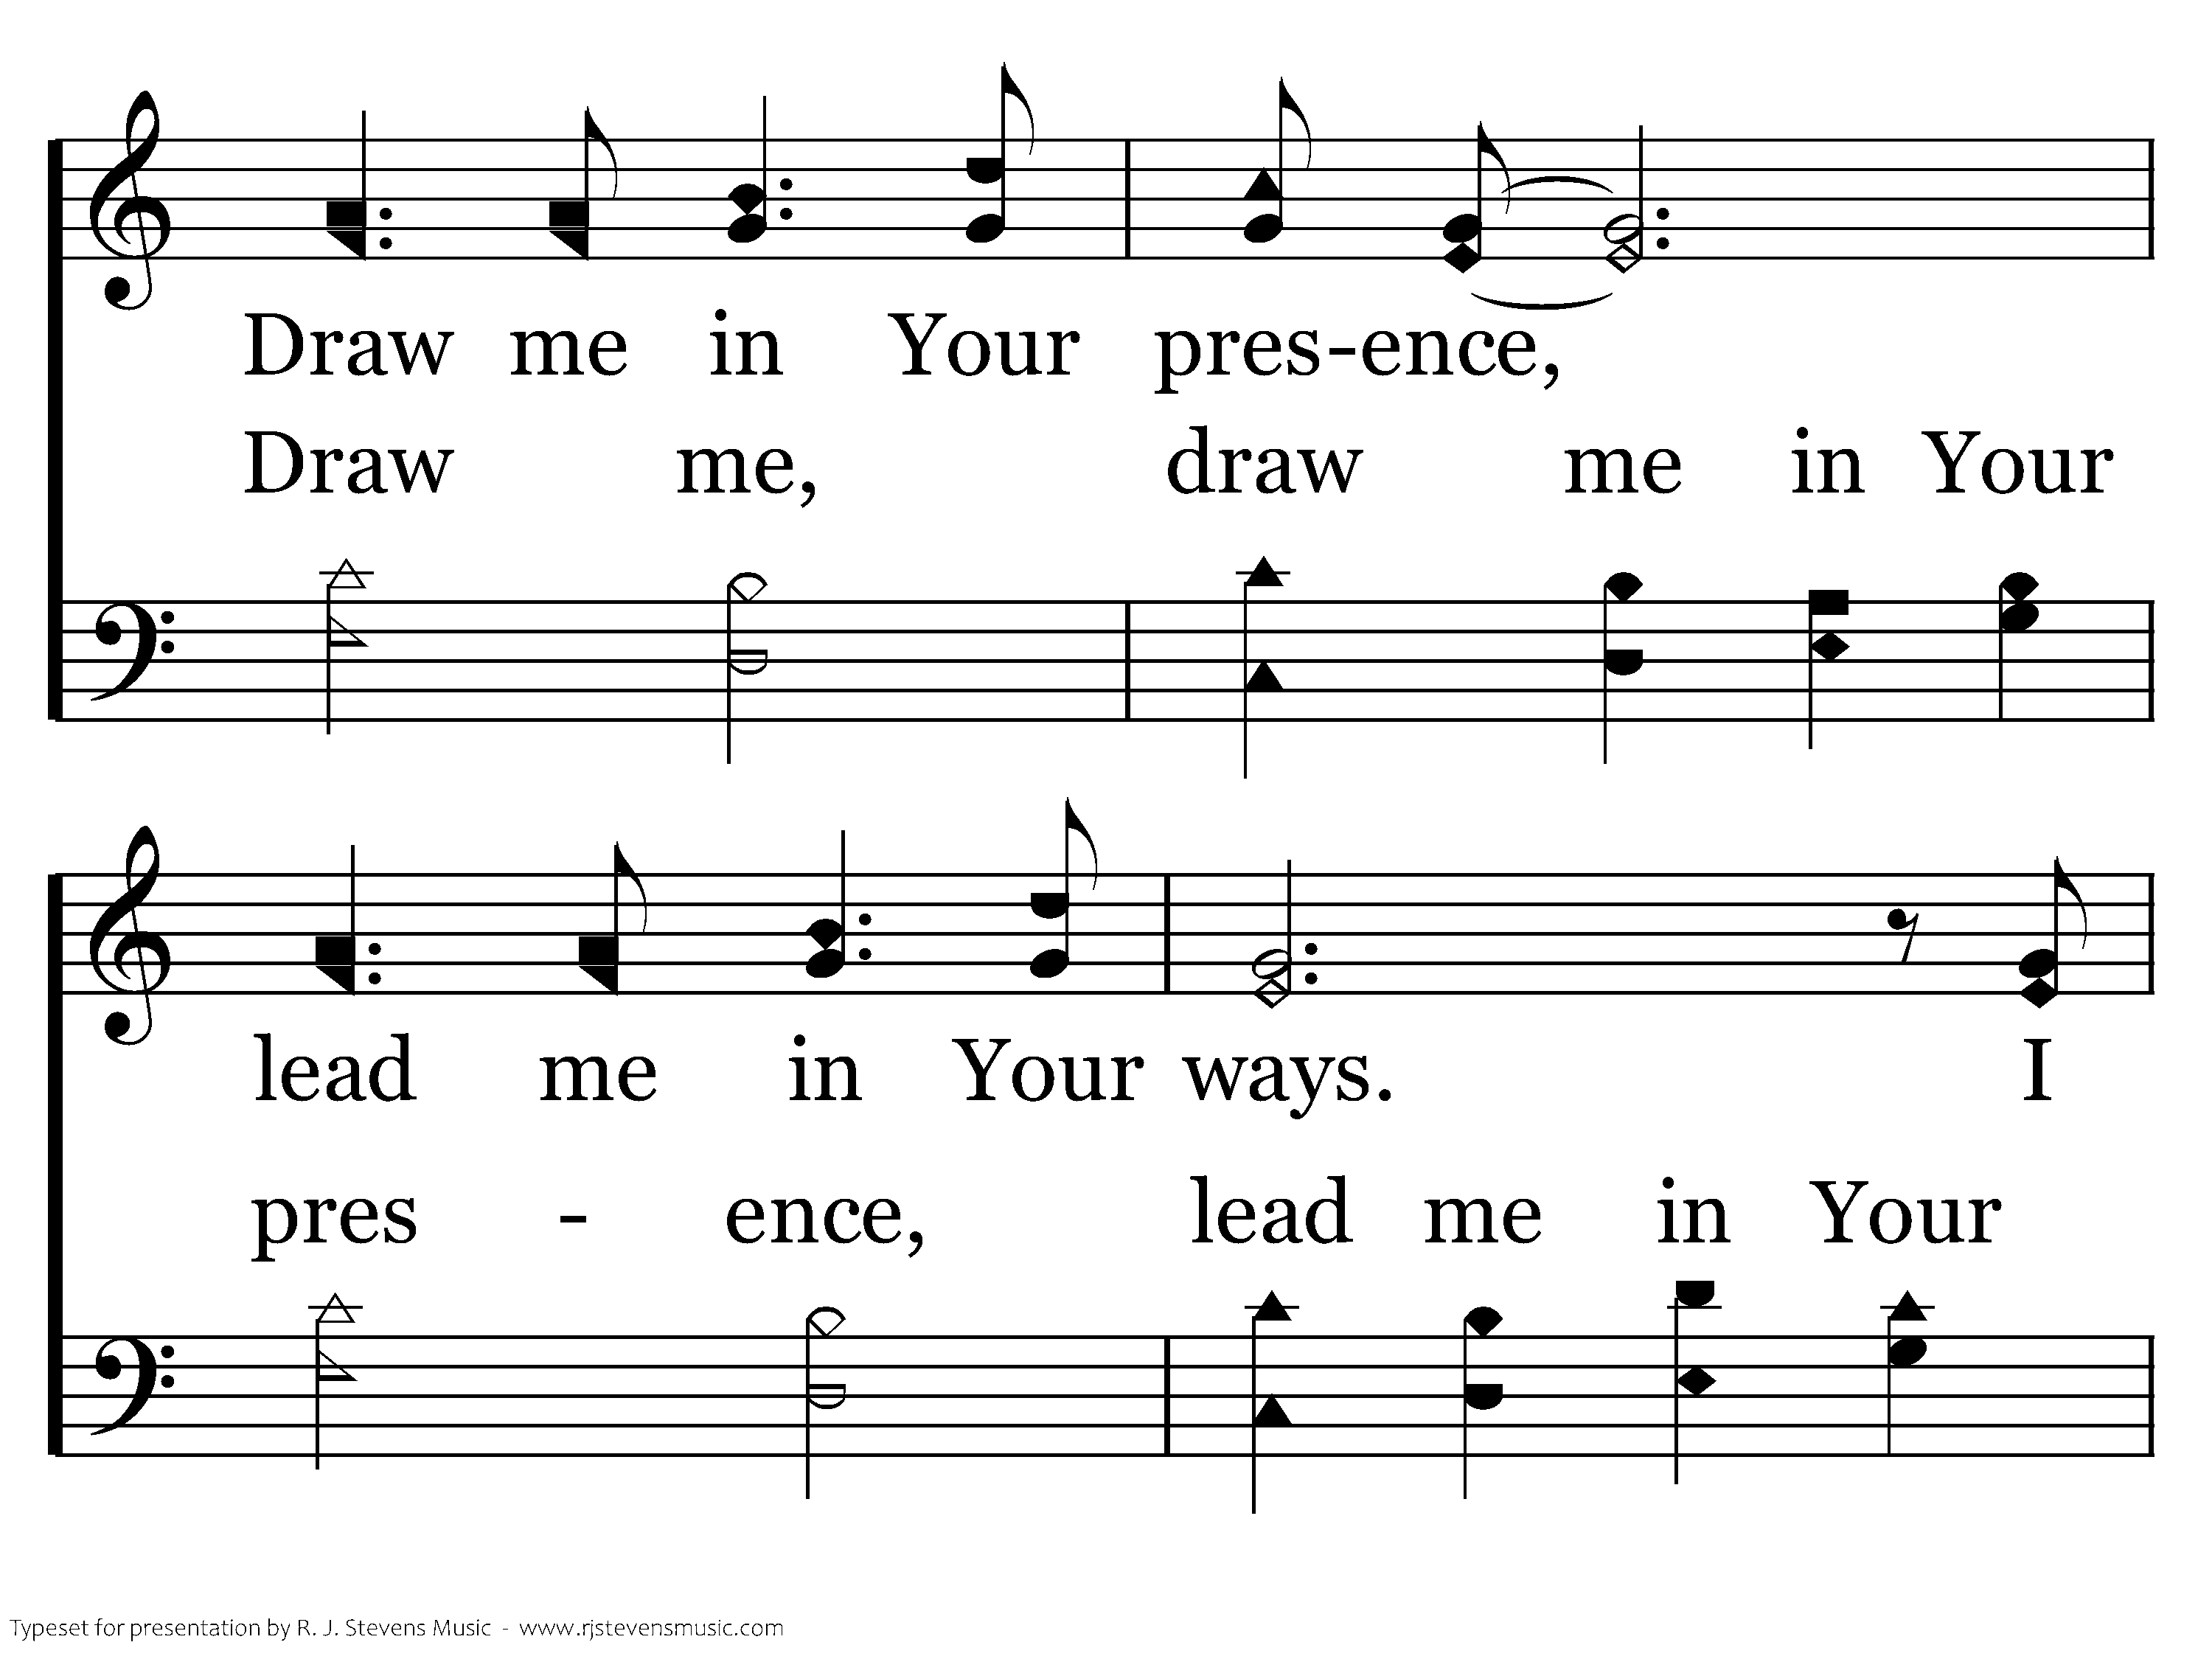 Draw me in Your pres-ence,
Draw me, draw me in Your
lead me in Your ways. I
pres - ence, lead me in Your
Typeset for presentation by R. J. Stevens Music - www.rjstevensmusic.com